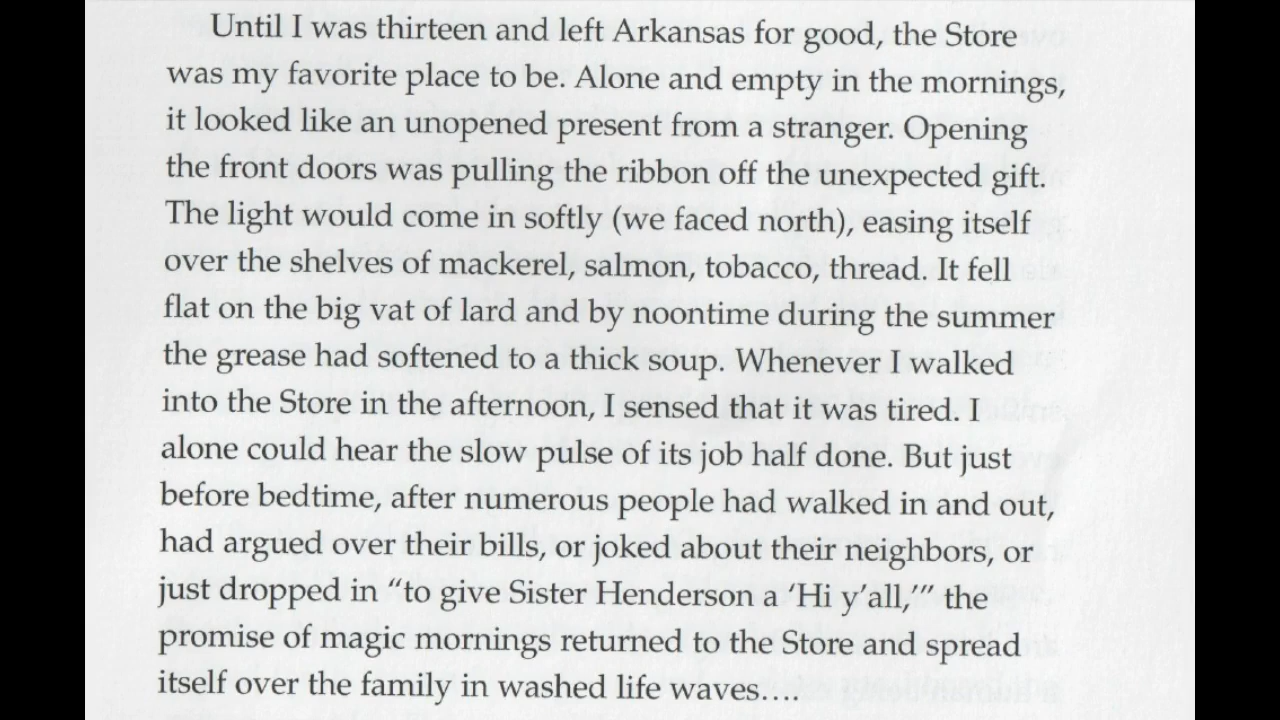 Until I was thirteen and left Arkansas for good, the Store
was my favorite place to be. Alone and empty in the mornings,
it looked like an unopened present from a stranger. Opening
the front doors was pulling the ribbon off the unexpected gift.
The light would come in softly (we faced north), easing itself
over the shelves of mackerel, salmon, tobacco, thread. It fell
flat on the big vat of lard and by noontime during the summer
the grease had softened to a thick soup. Whenever I walked
into the Store in the afternoon, I sensed that it was tired. I
alone could hear the slow pulse of its job half done. But just
before bedtime, after numerous people had walked in and out,
had argued over their bills, or joked about their neighbors, or
just dropped in “to give Sister Henderson a ‘Hi y’all,’” the
promise of magic mornings returned to the Store and spread
itself over the family in washed life waves….